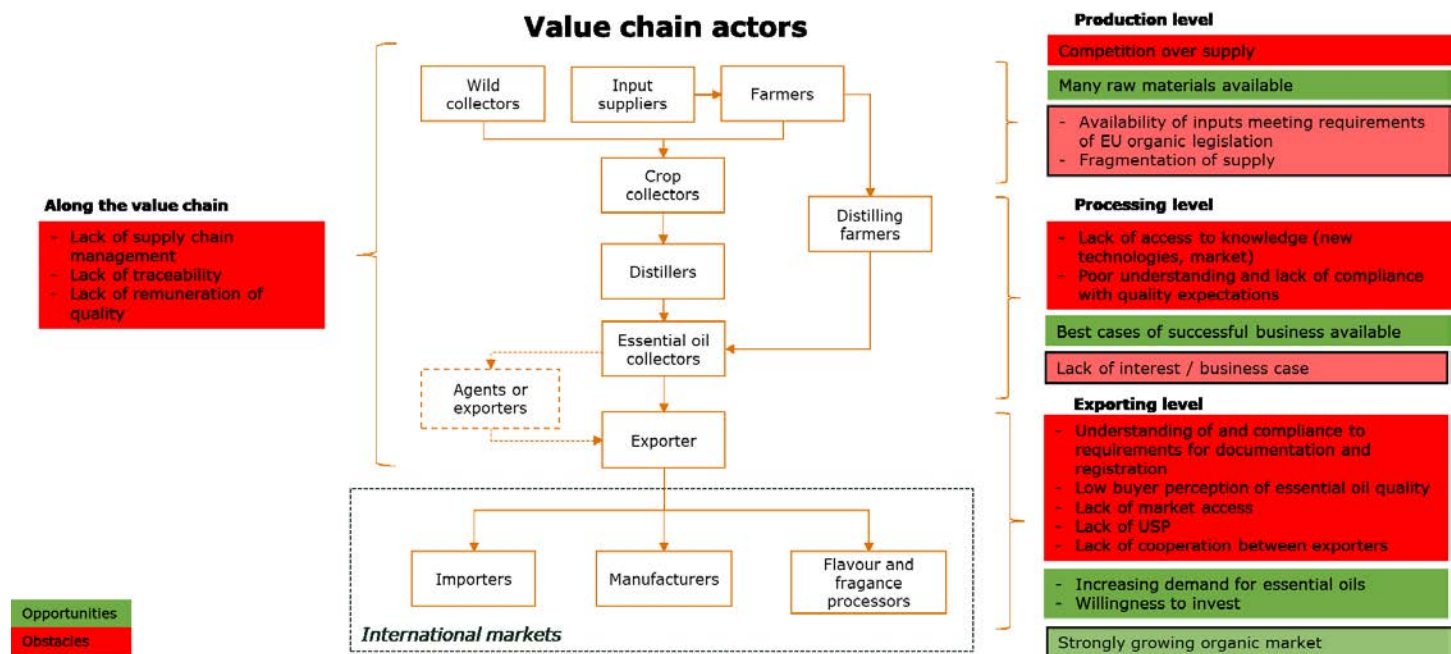 Value chain actors
Wild
collectors
Input
suppliers
Farmers
Crop
collectors
Distilling
farmers
Distillers
Essential oil
collectors
Agents or
exporters
Exporter
Importers
Manufacturers
Flavour and
fragance
processors
International markets
Along the value chain
- Lack of supply chain
management
- Lack of traceability
- Lack of remuneration of
quality
Opportunities
Obstacles
Production level
Competition over supply
Many raw materials available
- Availability of inputs meeting requirements
of EU organic legislation
- Fragmentation of supply
Processing level
- Lack of access to knowledge (new
technologies, market)
- Poor understanding and lack of compliance
with quality expectations
Best cases of successful business available
Lack of interest / business case
Exporting level
- Understanding of and compliance to
requirements for documentation and
registration
- Low buyer perception of essential oil quality
- Lack of market access
- Lack of USP
- Lack of cooperation between exporters
- Increasing demand for essential oils
- Willingness to invest
Strongly growing organic market